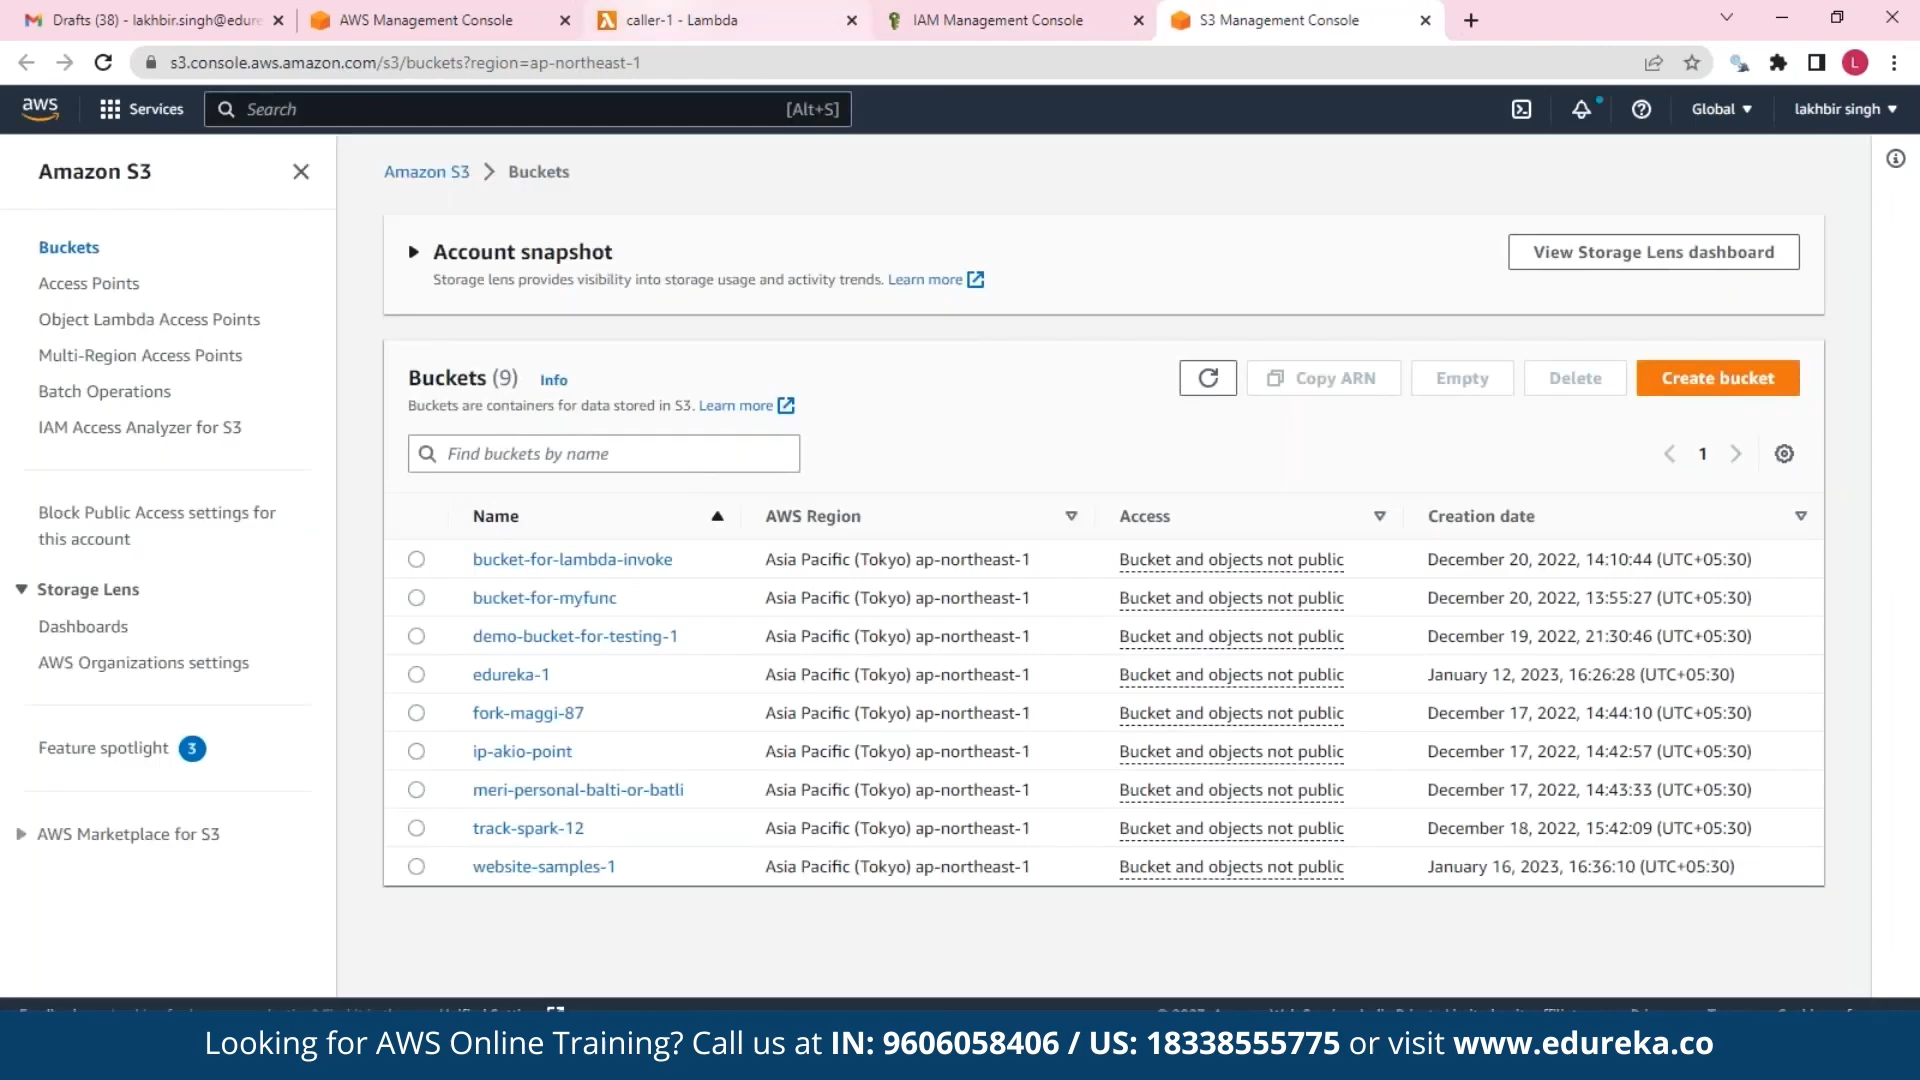 Drafts (38) - lakhbir.singh@edure
AWS Management Console
caller-1 - Lambda
IAM Management Console
S3 Management Console
s3.console.aws.amazon.com/s3/buckets?region=ap-northeast-1
L
aws
Services
Search
[Alt+S]
Global
lakhbir singh
Amazon S3
Buckets
Access Points
Object Lambda Access Points
Multi-Region Access Points
Batch Operations
IAM Access Analyzer for S3
Block Public Access settings for
this account
Storage Lens
Dashboards
AWS Organizations settings
Feature spotlight 3
AWS Marketplace for S3
Amazon S3 > Buckets
Account snapshot
Storage lens provides visibility into storage usage and activity trends. Learn more
View Storage Lens dashboard
Buckets (9) Info
Buckets are containers for data stored in S3. Learn more
Copy ARN
Empty
Delete
Create bucket
Find buckets by name
1
Name AWS Region Access Creation date
bucket-for-lambda-invoke Asia Pacific (Tokyo) ap-northeast-1 Bucket and objects not public December 20, 2022, 14:10:44 (UTC+05:30)
bucket-for-myfunc Asia Pacific (Tokyo) ap-northeast-1 Bucket and objects not public December 20, 2022, 13:55:27 (UTC+05:30)
demo-bucket-for-testing-1 Asia Pacific (Tokyo) ap-northeast-1 Bucket and objects not public December 19, 2022, 21:30:46 (UTC+05:30)
edureka-1 Asia Pacific (Tokyo) ap-northeast-1 Bucket and objects not public January 12, 2023, 16:26:28 (UTC+05:30)
fork-maggi-87 Asia Pacific (Tokyo) ap-northeast-1 Bucket and objects not public December 17, 2022, 14:44:10 (UTC+05:30)
ip-akio-point Asia Pacific (Tokyo) ap-northeast-1 Bucket and objects not public December 17, 2022, 14:42:57 (UTC+05:30)
meri-personal-balti-or-batli Asia Pacific (Tokyo) ap-northeast-1 Bucket and objects not public December 17, 2022, 14:43:33 (UTC+05:30)
track-spark-12 Asia Pacific (Tokyo) ap-northeast-1 Bucket and objects not public December 18, 2022, 15:42:09 (UTC+05:30)
website-samples-1 Asia Pacific (Tokyo) ap-northeast-1 Bucket and objects not public January 16, 2023, 16:36:10 (UTC+05:30)
Looking for AWS Online Training? Call us at IN: 9606058406 / US: 18338555775 or visit www.edureka.co